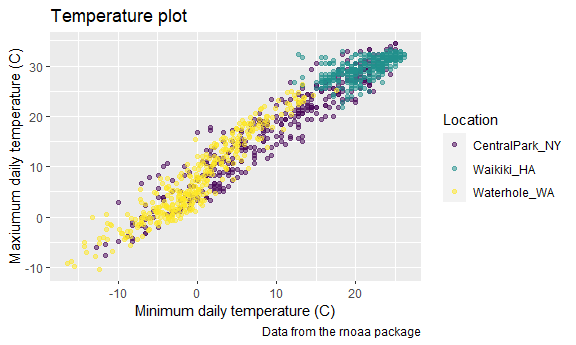 Temperature plot
Maxiumum daily temperature (C)
30
20
10
0
-10
-10 0 10 20
Minimum daily temperature (C)
Data from the rnoaa package
Location
CentralPark_NY
Waikiki_HA
Waterhole_WA